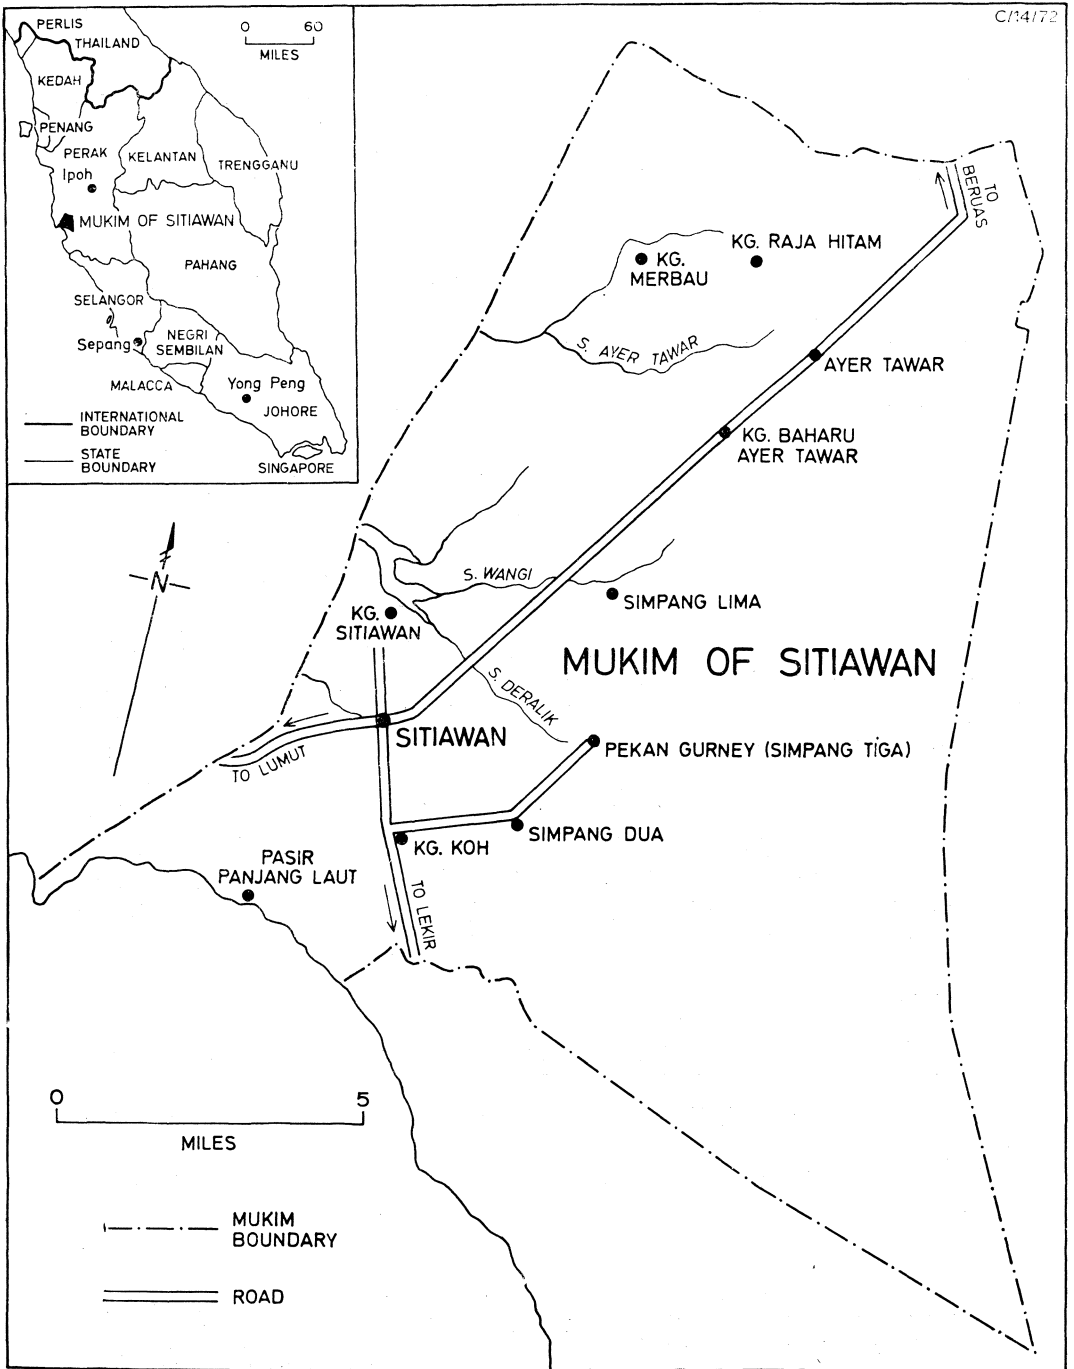 C/14/72
PERLIS
THAILAND
0 60
MILES
KEDAH
PENANG
PERAK
Ipoh
KELANTAN
TRENGGANU
MUKIM OF SITIAWAN
PAHANG
SELANGOR
Sepang
NEGRI
SEMBILAN
MALACCA
Yong Peng
JOHORE
INTERNATIONAL
BOUNDARY
STATE
BOUNDARY
SINGAPORE
TO
BERUAS
KG. RAJA HITAM
KG.
MERBAU
S. AYER TAWAR
AYER TAWAR
KG. BAHARU
AYER TAWAR
N
S. WANGI
SIMPANG LIMA
KG.
SITIAWAN
MUKIM OF SITIAWAN
S. DERALIK
SITIAWAN
PEKAN GURNEY (SIMPANG TIGA)
TO LUMUT
SIMPANG DUA
KG. KOH
PASIR
PANJANG LAUT
TO LEKIR
0 5
MILES
MUKIM
BOUNDARY
ROAD